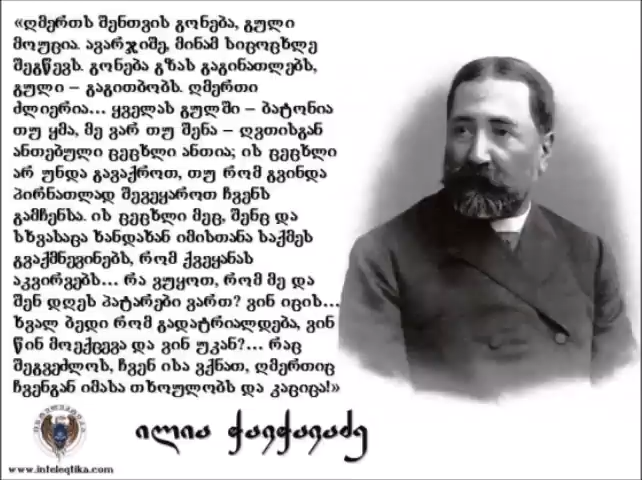 «ღმერთს შენთვის გონება, გული
მოუცია. ავარჯიშე, მინამ სიცოცხლე
შეგწევს. გონება გზას გაგინათლებს,
გული – გაგითბობს. ღმერთი
ძლიერია... ყველას გულში – ბატონია
თუ ყმა, მე ვარ თუ შენა – ღვთისგან
ანთებული ცეცხლი ანთია; ის ცეცხლი
არ უნდა გავაქროთ, თუ რომ გვინდა
პირნათლად შევეყაროთ ჩვენს
გამჩენსა. ის ცეცხლი მეც, შენც და
სხვასაცა ხანდახან იმისთანა საქმეს
გვაქმნევინებს, რომ ქვეყანას
აკვირვებს... რა ვუყოთ, რომ მე და
შენ დღეს პატარები ვართ? ვინ იცის...
ხვალ ბედი რომ გადატრიალდება, ვინ
წინ მოექცევა და ვინ უკან?... რაც
შეგვეძლოს, ჩვენ ისა ვქნათ, ღმერთიც
ჩვენგან იმასა თხოულობს და კაციცა!»
ილია ჭავჭავაძე
www.inteleqtika.com